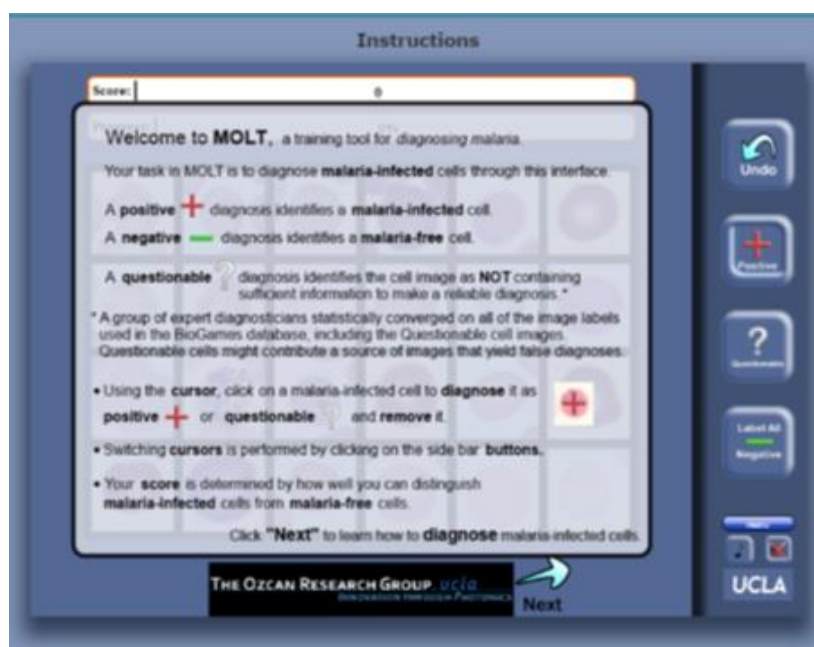 Instructions
Score: 0
Welcome to MOLT, a training tool for diagnosing malaria.
Your task in MOLT is to diagnose malaria-infected cells through this interface.
A positive + diagnosis identifies a malaria-infected cell.
A negative – diagnosis identifies a malaria-free cell.
A questionable ? diagnosis identifies the cell image as NOT containing
sufficient information to make a reliable diagnosis.*
* A group of expert diagnosticians statistically converged on all of the image labels
used in the BioGames database, including the Questionable cell images.
Questionable cells might contribute a source of images that yield false diagnoses.
• Using the cursor, click on a malaria-infected cell to diagnose it as
positive + or questionable ? and remove it.
• Switching cursors is performed by clicking on the side bar buttons.
• Your score is determined by how well you can distinguish
malaria-infected cells from malaria-free cells.
Click "Next" to learn how to diagnose malaria-infected cells.
THE OZCAN RESEARCH GROUP ucla
INNOVATION THROUGH PHOTONICS
Next
Undo
Positive
?
Questionable
Label All
Negative
UCLA